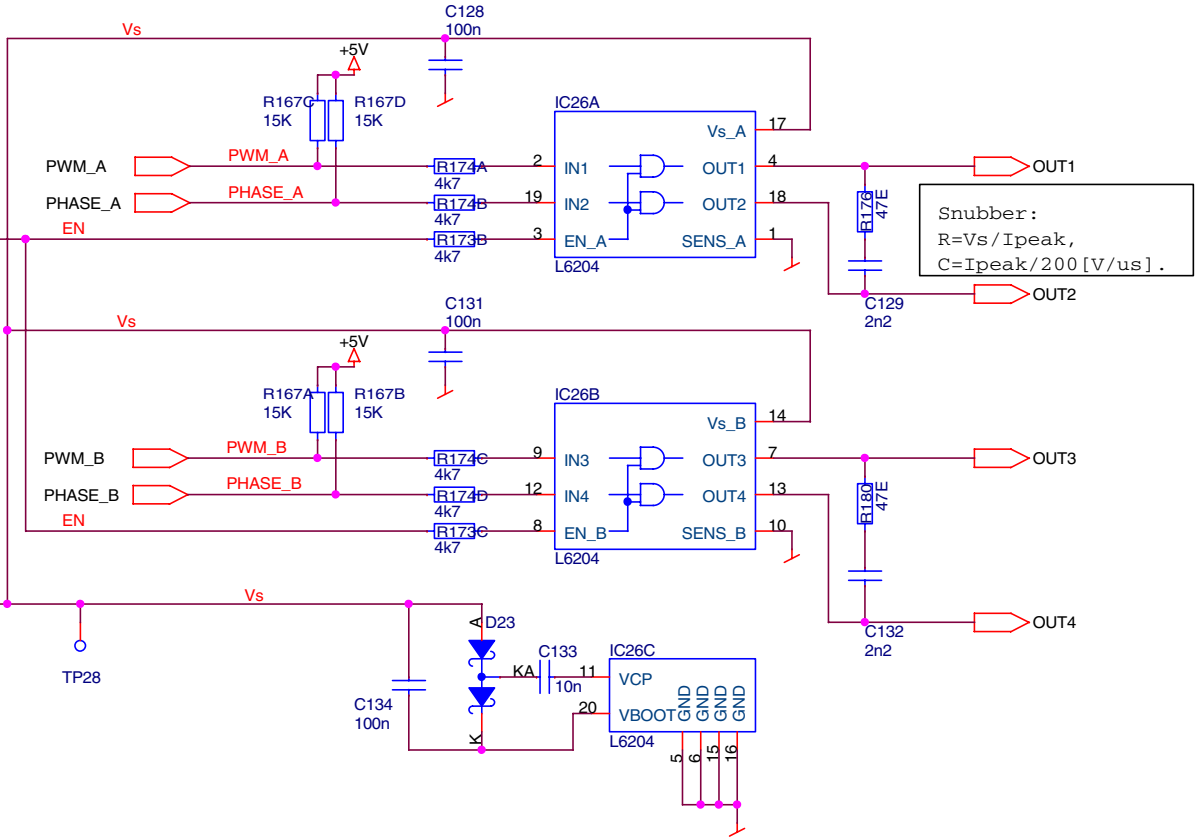 C128
100n
Vs
+5V
R167C
15K
R167D
15K
IC26A
Vs_A
17
PWM_A
PWM_A
R174A
4k7
2
IN1
OUT1
4
OUT1
PHASE_A
PHASE_A
R174B
4k7
19
IN2
OUT2
18
R176
47E
EN
R173B
4k7
3
EN_A
SENS_A
1
L6204
Snubber:
R=Vs/Ipeak,
C=Ipeak/200[V/us].
OUT2
C129
2n2
C131
100n
Vs
+5V
R167A
15K
R167B
15K
IC26B
Vs_B
14
PWM_B
PWM_B
R174C
4k7
9
IN3
OUT3
7
OUT3
PHASE_B
PHASE_B
R174D
4k7
12
IN4
OUT4
13
R180
47E
EN
R173C
4k7
8
EN_B
SENS_B
10
L6204
Vs
TP28
A
D23
OUT4
C132
2n2
C133
10n
KA
11
IC26C
VCP
C134
100n
20
VBOOT
GND
GND
GND
GND
K
L6204
5
6
15
16